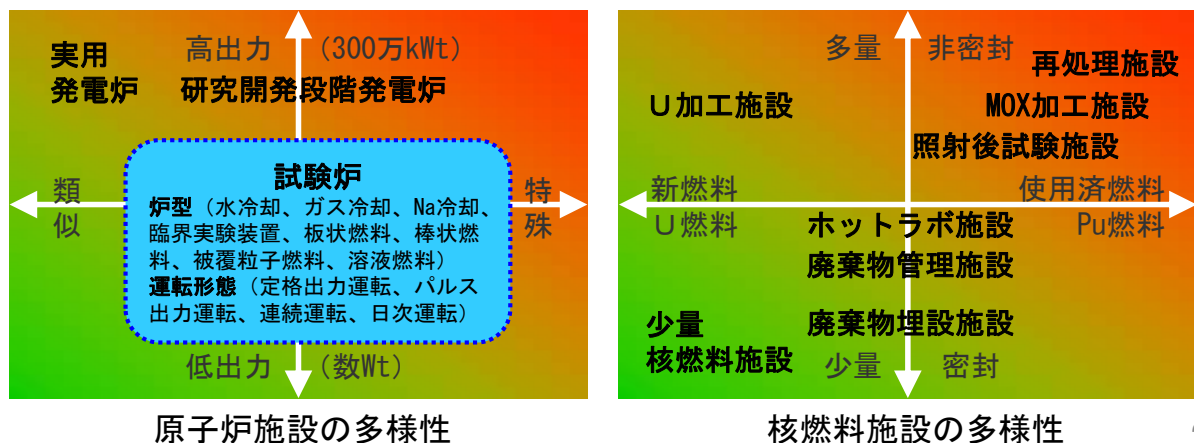 高出力 (300万kWt)
実用
発電炉
研究開発段階発電炉
試験炉
炉型（水冷却、ガス冷却、Na冷却、
臨界実験装置、板状燃料、棒状燃
料、被覆粒子燃料、溶液燃料）
運転形態（定格出力運転、パルス
出力運転、連続運転、日次運転）
類
似
特
殊
低出力 (数Wt)
原子炉施設の多様性
多量 非密封
再処理施設
U加工施設 MOX加工施設
照射後試験施設
新燃料 使用済燃料
U燃料 Pu燃料
ホットラボ施設
廃棄物管理施設
少量
核燃料施設
廃棄物埋設施設
少量 密封
核燃料施設の多様性